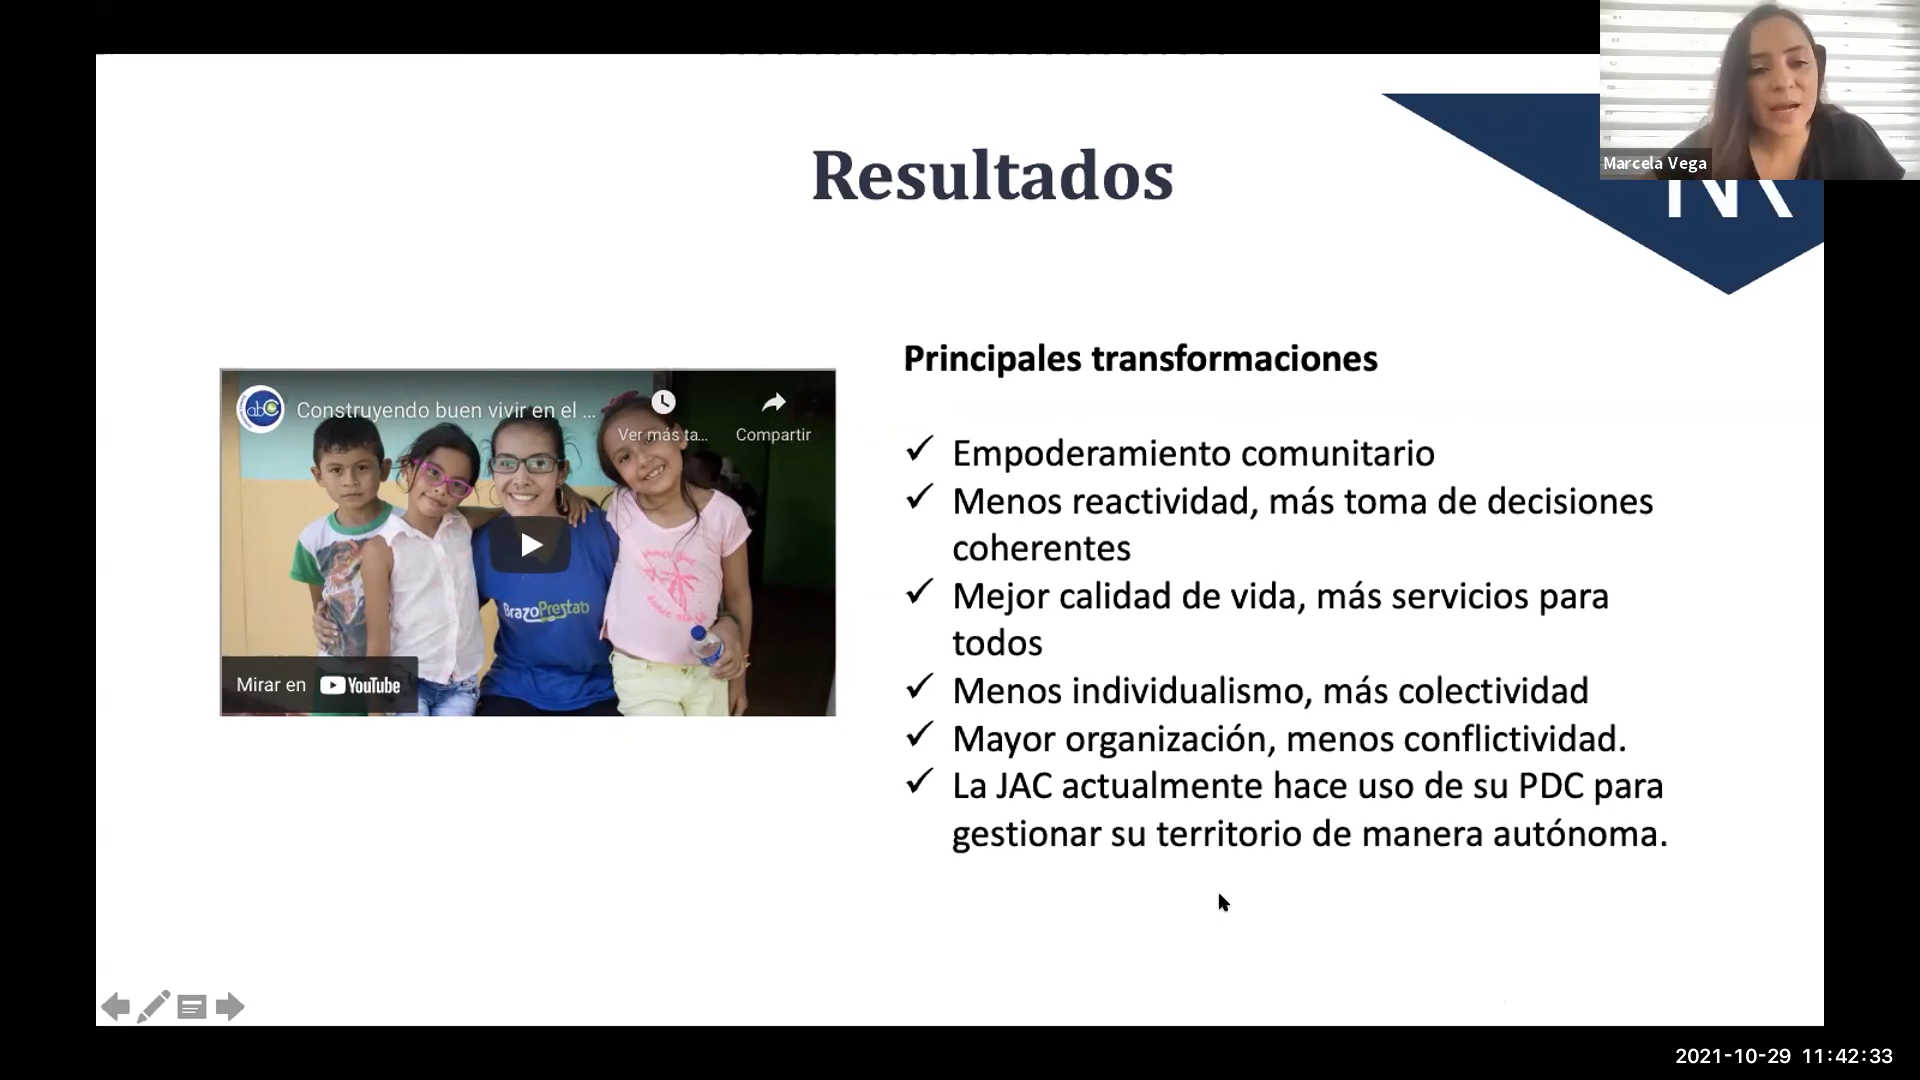 Marcela Vega
Resultados
Principales transformaciones
abc
Construyendo buen vivir en el ...
Ver más ta...
Compartir
BrazoPrestao
Mirar en YouTube
✓ Empoderamiento comunitario
✓ Menos reactividad, más toma de decisiones
coherentes
✓ Mejor calidad de vida, más servicios para
todos
✓ Menos individualismo, más colectividad
✓ Mayor organización, menos conflictividad.
✓ La JAC actualmente hace uso de su PDC para
gestionar su territorio de manera autónoma.
2021-10-29 11:42:33